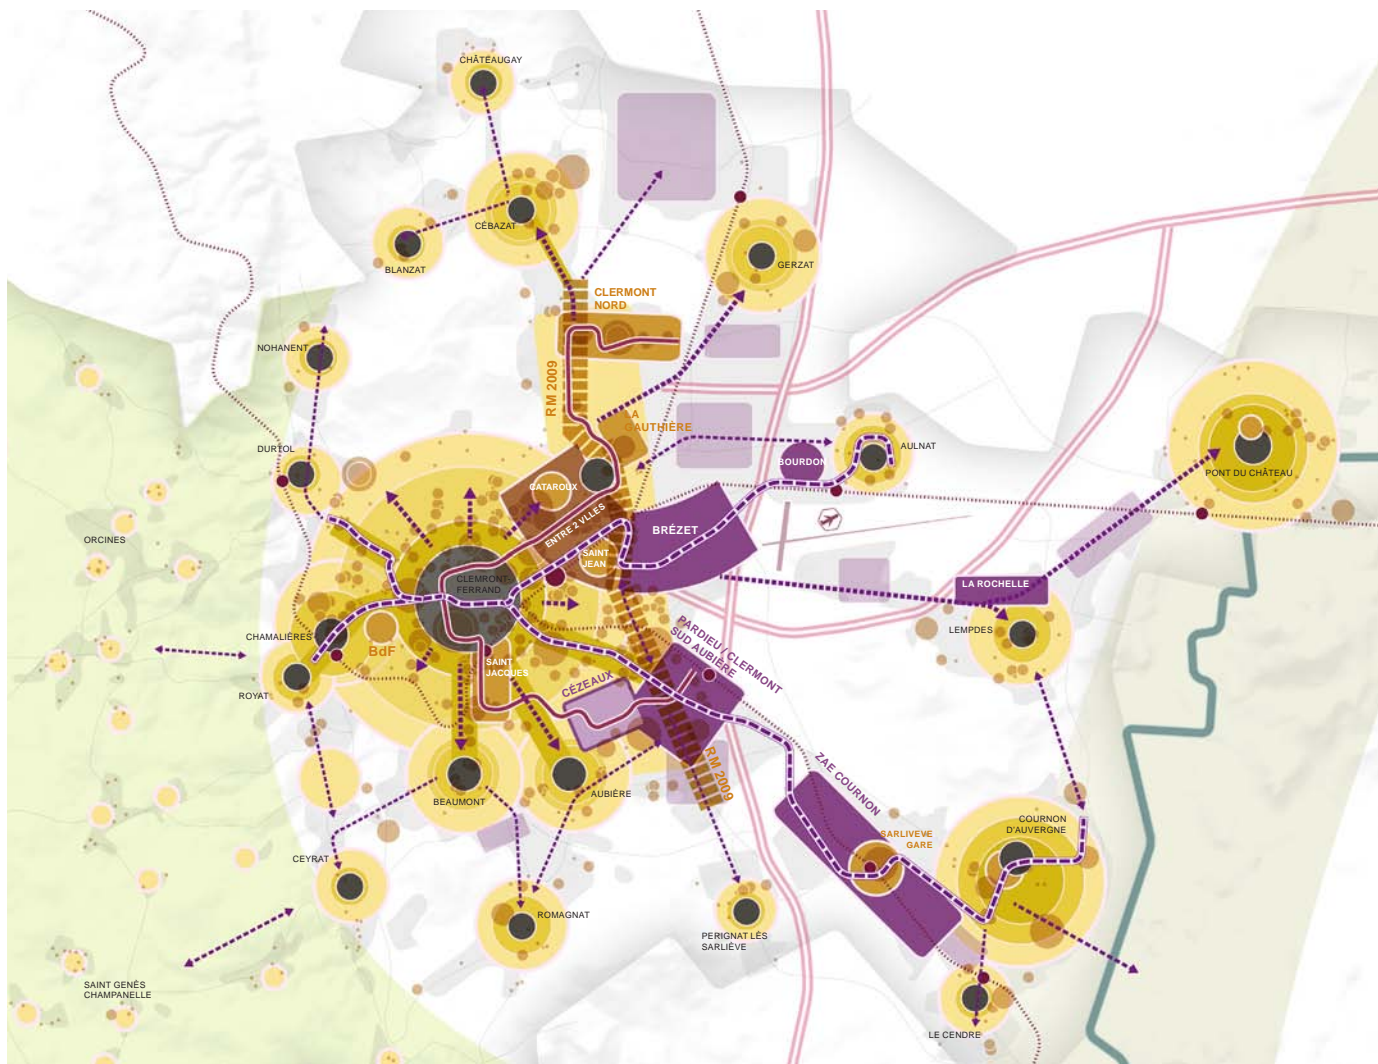 CHÂTEAUGAY
CÉBAZAT
BLANZAT
GERZAT
CLERMONT
NORD
NOHANENT
RM 2009
LA
GAUTHIÈRE
DURTOL
BOURDON
AULNAT
PONT DU CHÂTEAU
CATAROUX
ENTRE 2 VLLES
BRÉZET
ORCINES
SAINT
JEAN
CLEMRONT-
FERRAND
LA ROCHELLE
LEMPDES
CHAMALIÈRES
BdF
PARDIEU / CLERMONT
SUD AUBIÈRE
SAINT
JACQUES
CÉZEAUX
ROYAT
RM 2009
ZAE COURNON
BEAUMONT
AUBIÈRE
COURNON
D'AUVERGNE
SARLIVEVE
GARE
CEYRAT
ROMAGNAT
PERIGNAT LÈS
SARLIÈVE
SAINT GENÈS
CHAMPANELLE
LE CENDRE